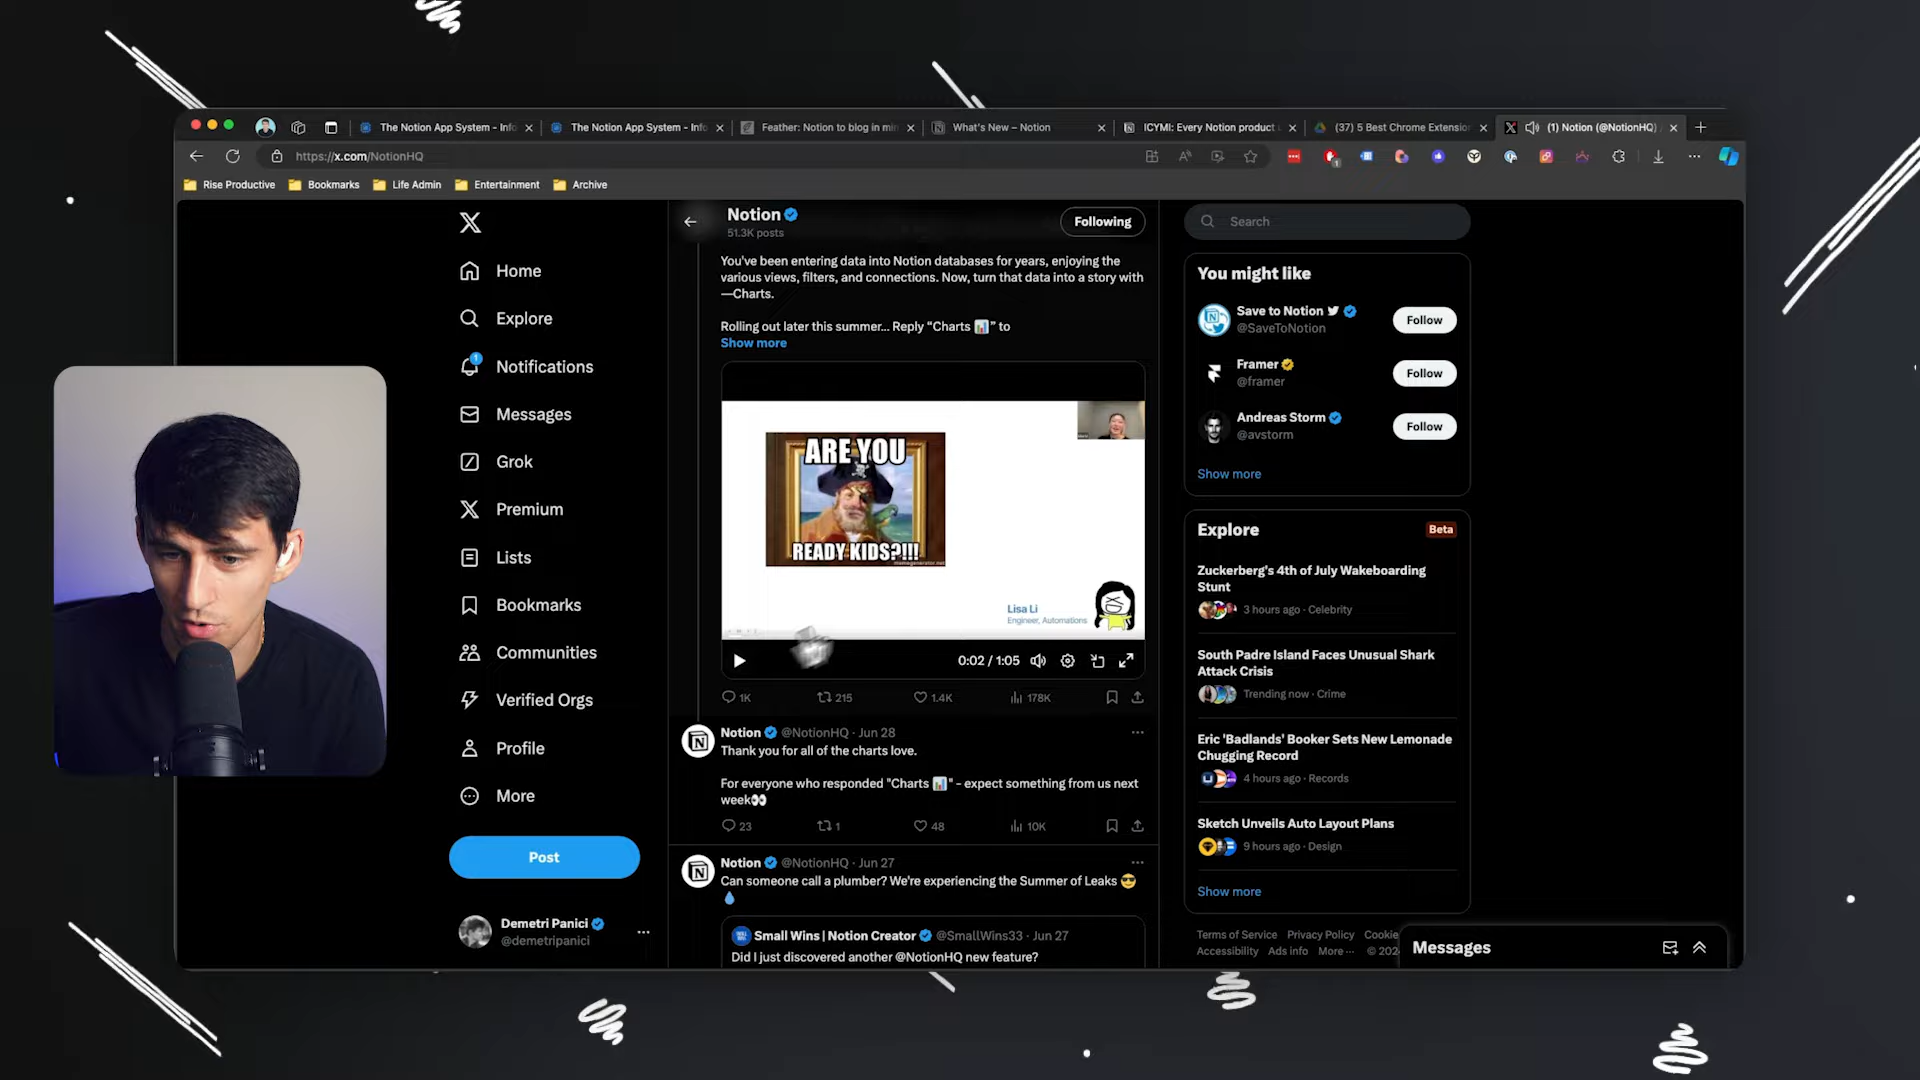 The Notion App System - Info
The Notion App System - Info
Feather: Notion to blog in min
What's New – Notion
ICYMI: Every Notion product
(37) 5 Best Chrome Extension
(1) Notion (@NotionHQ)
https://x.com/NotionHQ
Rise Productive
Bookmarks
Life Admin
Entertainment
Archive
Home
Explore
Notifications
1
Messages
Grok
Premium
Lists
Bookmarks
Communities
Verified Orgs
Profile
More
Post
Demetri Panici
@demetripanici
Notion
51.3K posts
Following
You've been entering data into Notion databases for years, enjoying the
various views, filters, and connections. Now, turn that data into a story with
—Charts.
Rolling out later this summer... Reply “Charts 📊” to
Show more
ARE YOU
READY KIDS?!!!
Lisa Li
Engineer, Automations
0:02 / 1:05
1K
215
1.4K
178K
Notion @NotionHQ · Jun 28
Thank you for all of the charts love.
For everyone who responded "Charts 📊" - expect something from us next
week👀
23
1
48
10K
Notion @NotionHQ · Jun 27
Can someone call a plumber? We're experiencing the Summer of Leaks 😎
💧
Small Wins | Notion Creator @SmallWins33 · Jun 27
Did I just discovered another @NotionHQ new feature?
Search
You might like
Save to Notion
@SaveToNotion
Follow
Framer
@framer
Follow
Andreas Storm
@avstorm
Follow
Show more
Explore
Beta
Zuckerberg's 4th of July Wakeboarding
Stunt
3 hours ago · Celebrity
South Padre Island Faces Unusual Shark
Attack Crisis
Trending now · Crime
Eric 'Badlands' Booker Sets New Lemonade
Chugging Record
4 hours ago · Records
Sketch Unveils Auto Layout Plans
9 hours ago · Design
Show more
Terms of Service Privacy Policy Cookie
Accessibility Ads info More ··· © 202
Messages